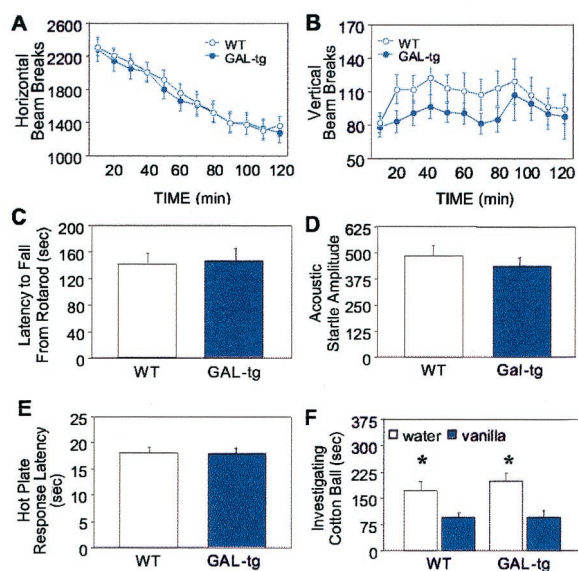 A
Horizontal
Beam Breaks
2600
2200
1800
1400
1000
WT
GAL-tg
20 40 60 80 100 120
TIME (min)
B
Vertical
Beam Breaks
170
140
110
80
50
WT
GAL-tg
20 40 60 80 100 120
TIME (min)
C
Latency to Fall
From Rotarod (sec)
200
160
120
80
40
0
WT GAL-tg
D
Acoustic
Startle Amplitude
625
500
375
250
125
0
WT Gal-tg
E
Hot Plate
Response Latency
(sec)
25
20
15
10
5
0
WT GAL-tg
F
Investigating
Cotton Ball (sec)
375
300
225
150
75
0
water vanilla
* *
WT GAL-tg